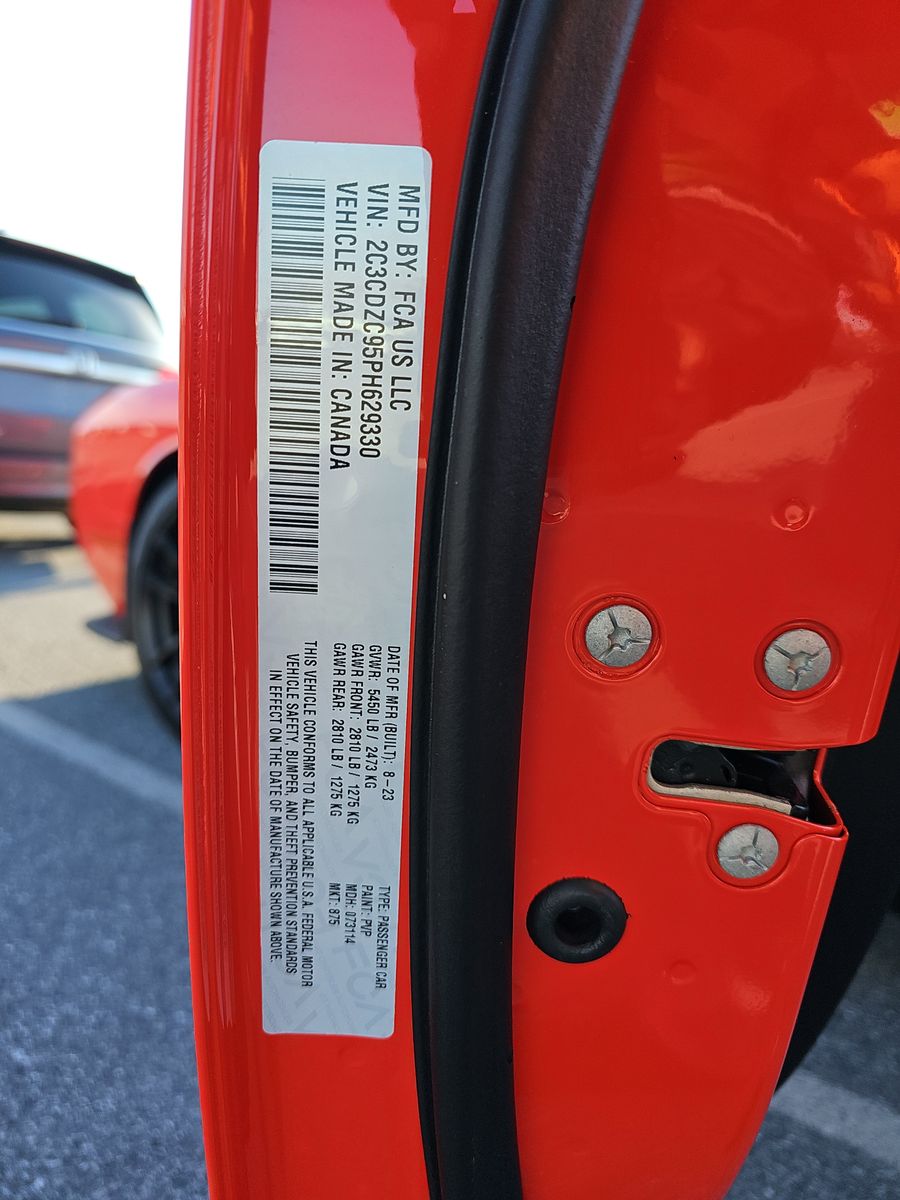 MFD BY: FCA US LLC
VIN: 2C3CDZC95PH629330
VEHICLE MADE IN: CANADA
DATE OF MFR (BUILT): 8-23
GVWR: 5450 LB / 2473 KG
GAWR FRONT: 2810 LB / 1275 KG
GAWR REAR: 2810 LB / 1275 KG
TYPE: PASSENGER CAR
PAINT: PVP
MDH: 073114
MKT: 875
THIS VEHICLE CONFORMS TO ALL APPLICABLE U.S.A. FEDERAL MOTOR
VEHICLE SAFETY, BUMPER, AND THEFT PREVENTION STANDARDS
IN EFFECT ON THE DATE OF MANUFACTURE SHOWN ABOVE.